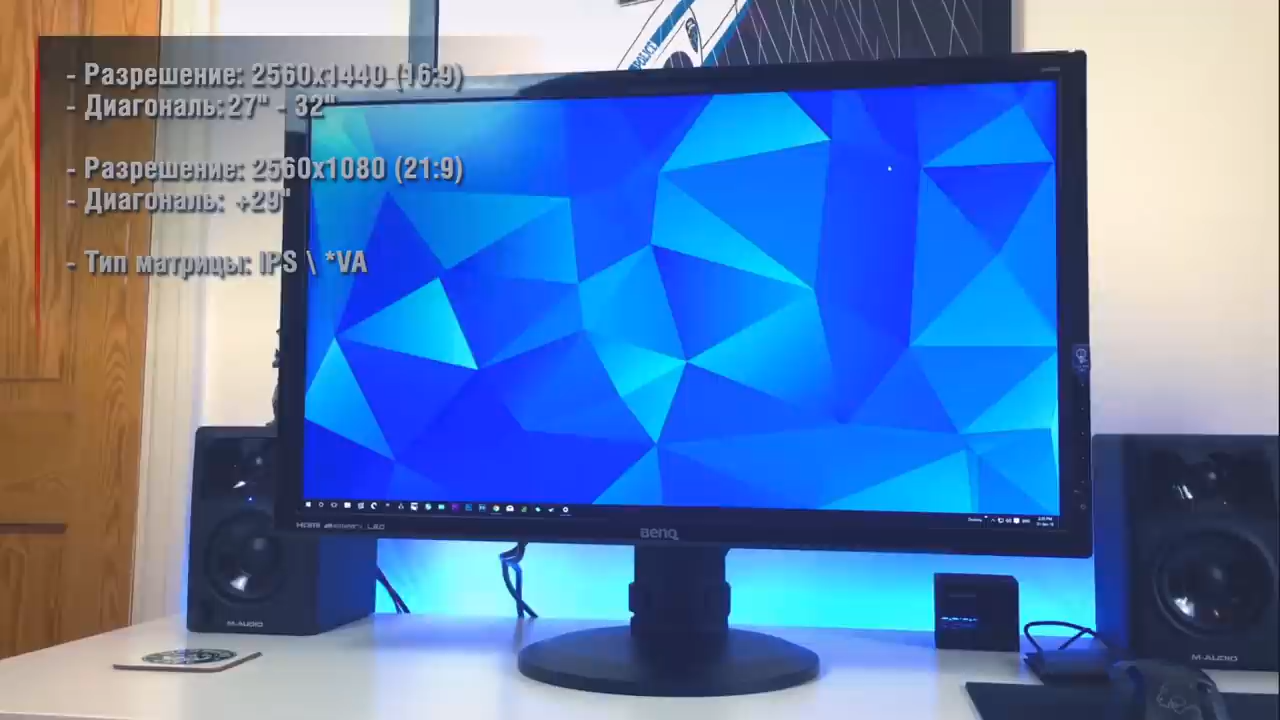 - Разрешение: 2560x1440 (16:9)
- Диагональ: 27" - 32"
- Разрешение: 2560x1080 (21:9)
- Диагональ: +29"
- Тип матрицы: IPS \ *VA
HDMI
BenQ
M-AUDIO
M-AUDIO